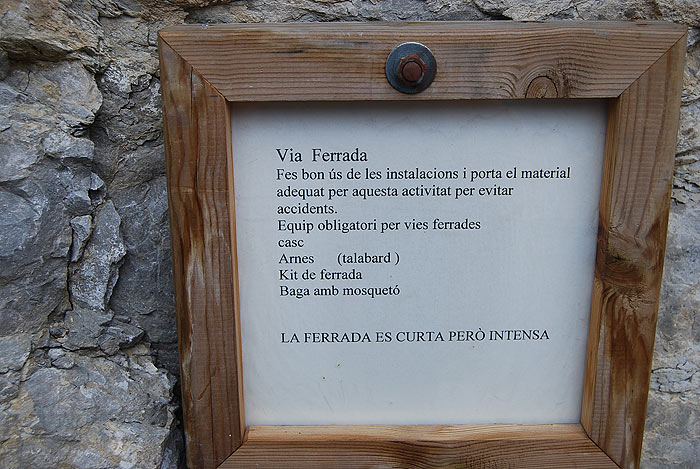 Via Ferrada
Fes bon ús de les instalacions i porta el material
adequat per aquesta activitat per evitar
accidents.
Equip obligatori per vies ferrades
casc
Arnes (talabard )
Kit de ferrada
Baga amb mosquetó
LA FERRADA ES CURTA PERÒ INTENSA